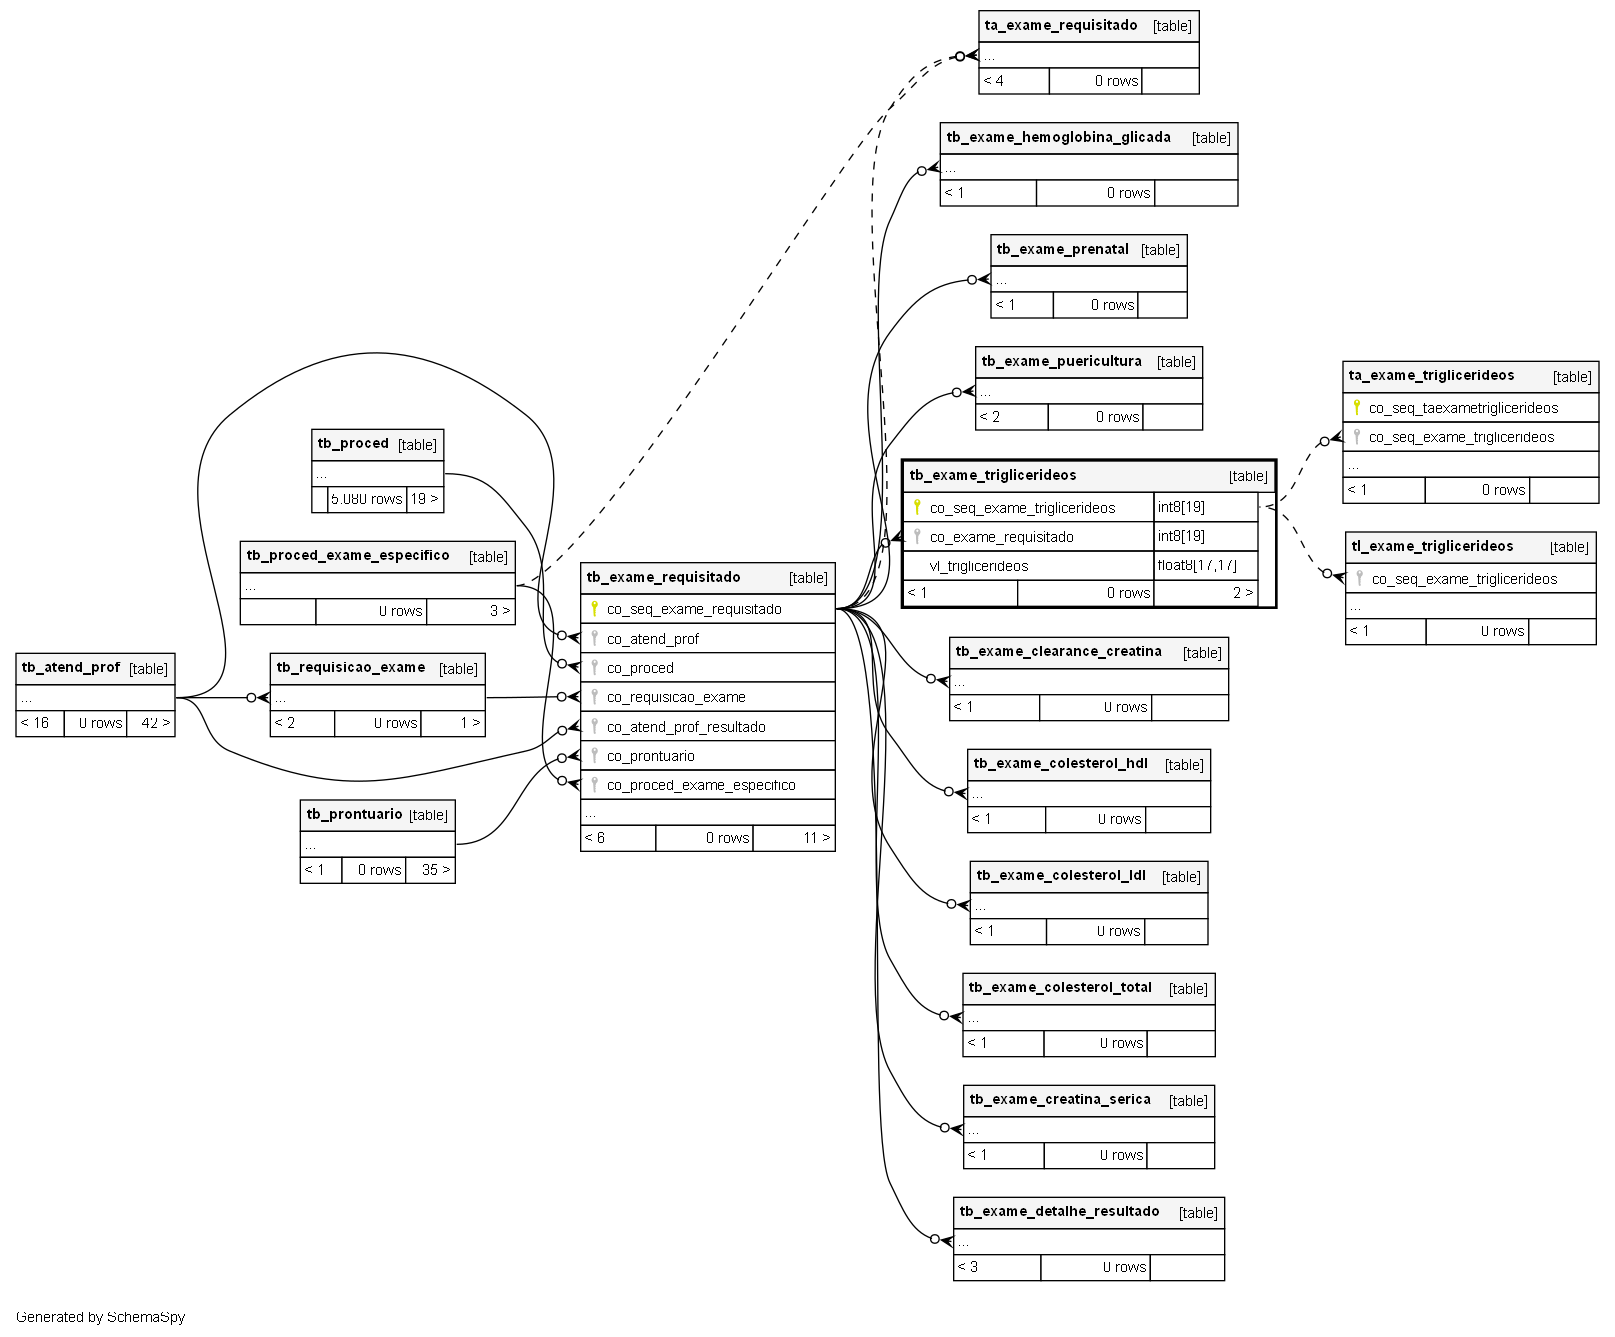 ta_exame_requisitado [table]
...
< 4 0 rows
tb_exame_hemoglobina_glicada [table]
...
< 1 0 rows
tb_exame_prenatal [table]
...
< 1 0 rows
tb_exame_puericultura [table]
...
< 2 0 rows
ta_exame_triglicerideos [table]
co_seq_taexametriglicerideos
co_seq_exame_triglicerideos
...
< 1 0 rows
tb_proced [table]
...
5.080 rows 19 >
tb_exame_triglicerideos [table]
co_seq_exame_triglicerideos int8[19]
co_exame_requisitado int8[19]
vl_triglicerideos float8[17,17]
< 1 0 rows 2 >
tl_exame_triglicerideos [table]
co_seq_exame_triglicerideos
...
< 1 0 rows
tb_proced_exame_especifico [table]
...
0 rows 3 >
tb_exame_requisitado [table]
co_seq_exame_requisitado
co_atend_prof
co_proced
co_requisicao_exame
co_atend_prof_resultado
co_prontuario
co_proced_exame_especifico
...
< 6 0 rows 11 >
tb_atend_prof [table]
...
< 16 0 rows 42 >
tb_requisicao_exame [table]
...
< 2 0 rows 1 >
tb_prontuario [table]
...
< 1 0 rows 35 >
tb_exame_clearance_creatina [table]
...
< 1 0 rows
tb_exame_colesterol_hdl [table]
...
< 1 0 rows
tb_exame_colesterol_ldl [table]
...
< 1 0 rows
tb_exame_colesterol_total [table]
...
< 1 0 rows
tb_exame_creatina_serica [table]
...
< 1 0 rows
tb_exame_detalhe_resultado [table]
...
< 3 0 rows
Generated by SchemaSpy